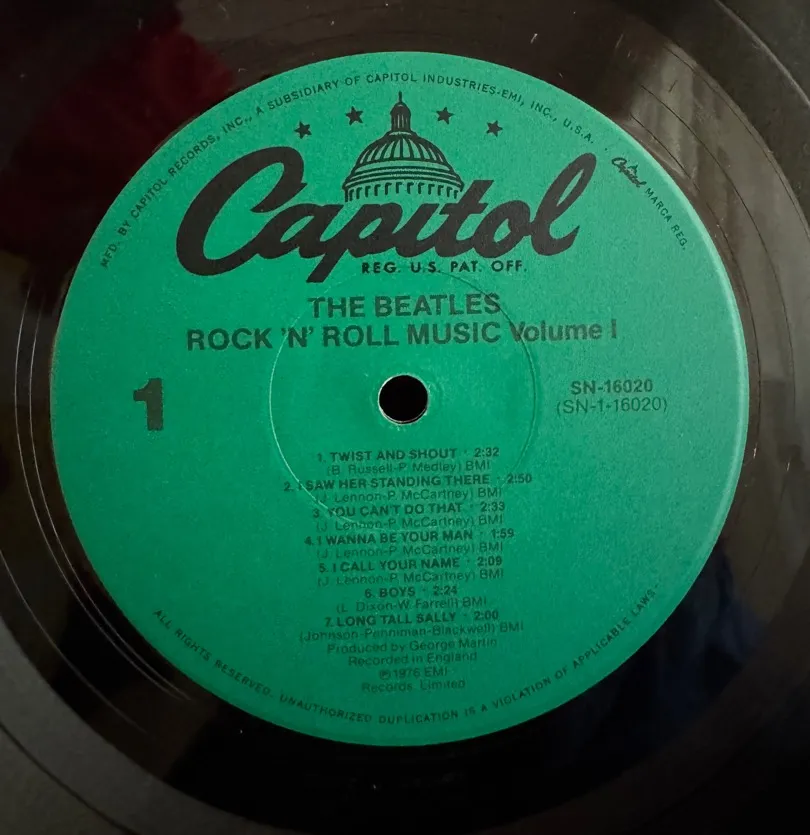 MFD. BY CAPITOL RECORDS, INC., A SUBSIDIARY OF CAPITOL INDUSTRIES-EMI, INC., U.S.A. · Capitol MARCA REG.
Capitol
REG. U.S. PAT. OFF.
THE BEATLES
ROCK 'N' ROLL MUSIC Volume I
1
SN-16020
(SN-1-16020)
1. TWIST AND SHOUT · 2:32
(B. Russell-P. Medley) BMI
2. I SAW HER STANDING THERE · 2:50
(J. Lennon-P. McCartney) BMI
3. YOU CAN'T DO THAT · 2:33
(J. Lennon-P. McCartney) BMI
4. I WANNA BE YOUR MAN · 1:59
(J. Lennon-P. McCartney) BMI
5. I CALL YOUR NAME · 2:09
(J. Lennon-P. McCartney) BMI
6. BOYS · 2:24
(L. Dixon-W. Farrell) BMI
7. LONG TALL SALLY · 2:00
(Johnson-Penniman-Blackwell) BMI
Produced by George Martin
Recorded in England
℗ 1976 EMI
Records, Limited
ALL RIGHTS RESERVED. UNAUTHORIZED DUPLICATION IS A VIOLATION OF APPLICABLE LAWS ·